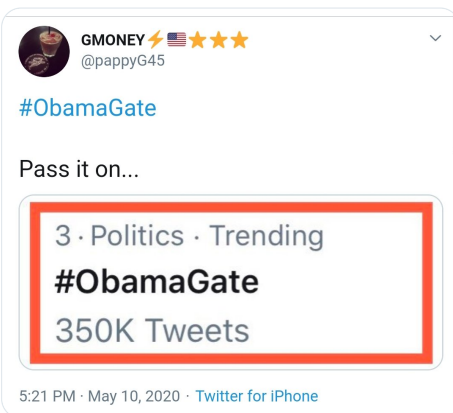 GMONEY⚡🇺🇸⭐⭐⭐
@pappyG45
#ObamaGate
Pass it on...
3 · Politics · Trending
#ObamaGate
350K Tweets
5:21 PM · May 10, 2020 · Twitter for iPhone